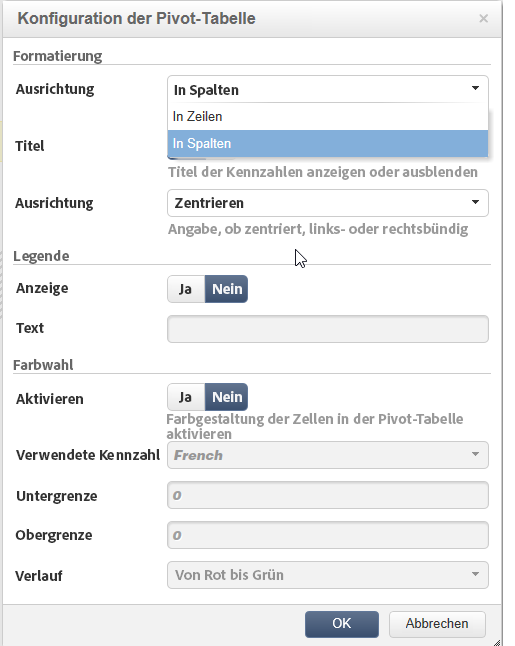 Konfiguration der Pivot-Tabelle ×
Formatierung
Ausrichtung In Spalten
In Zeilen
In Spalten
Titel
Titel der Kennzahlen anzeigen oder ausblenden
Ausrichtung Zentrieren
Angabe, ob zentriert, links- oder rechtsbündig
Legende
Anzeige Ja Nein
Text
Farbwahl
Aktivieren Ja Nein
Farbgestaltung der Zellen in der Pivot-Tabelle
aktivieren
Verwendete Kennzahl French
Untergrenze 0
Obergrenze 0
Verlauf Von Rot bis Grün
OK Abbrechen